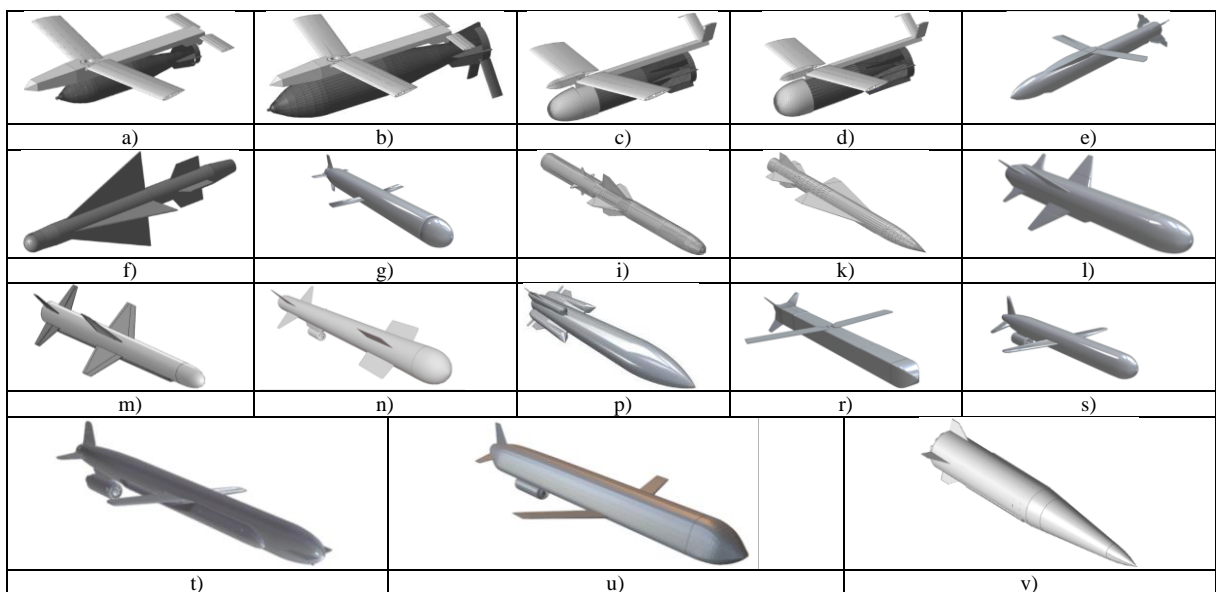 a) b) c) d) e)
f) g) i) k) l)
m) n) p) r) s)
t) u) v)